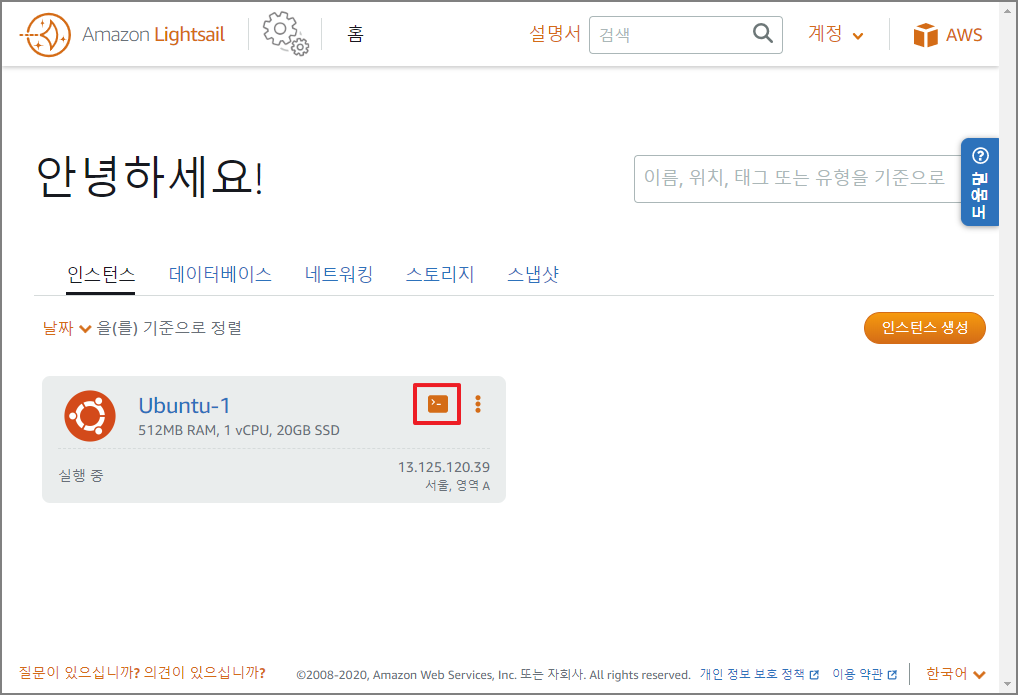 Amazon Lightsail
홈
설명서
검색
계정
AWS
안녕하세요!
이름, 위치, 태그 또는 유형을 기준으로
도움말
인스턴스 데이터베이스 네트워킹 스토리지 스냅샷
날짜 을(를) 기준으로 정렬
인스턴스 생성
Ubuntu-1
>-
512MB RAM, 1 vCPU, 20GB SSD
실행 중
13.125.120.39
서울, 영역 A
질문이 있으십니까? 의견이 있으십니까?
©2008-2020, Amazon Web Services, Inc. 또는 자회사. All rights reserved.
개인 정보 보호 정책
이용 약관
한국어